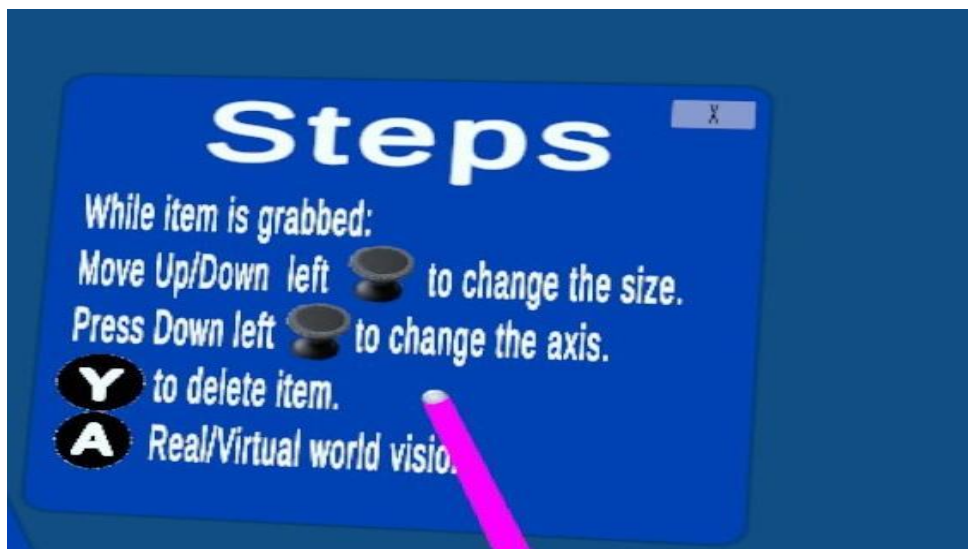 Steps
X
While item is grabbed:
Move Up/Down left to change the size.
Press Down left to change the axis.
Y to delete item.
A Real/Virtual world